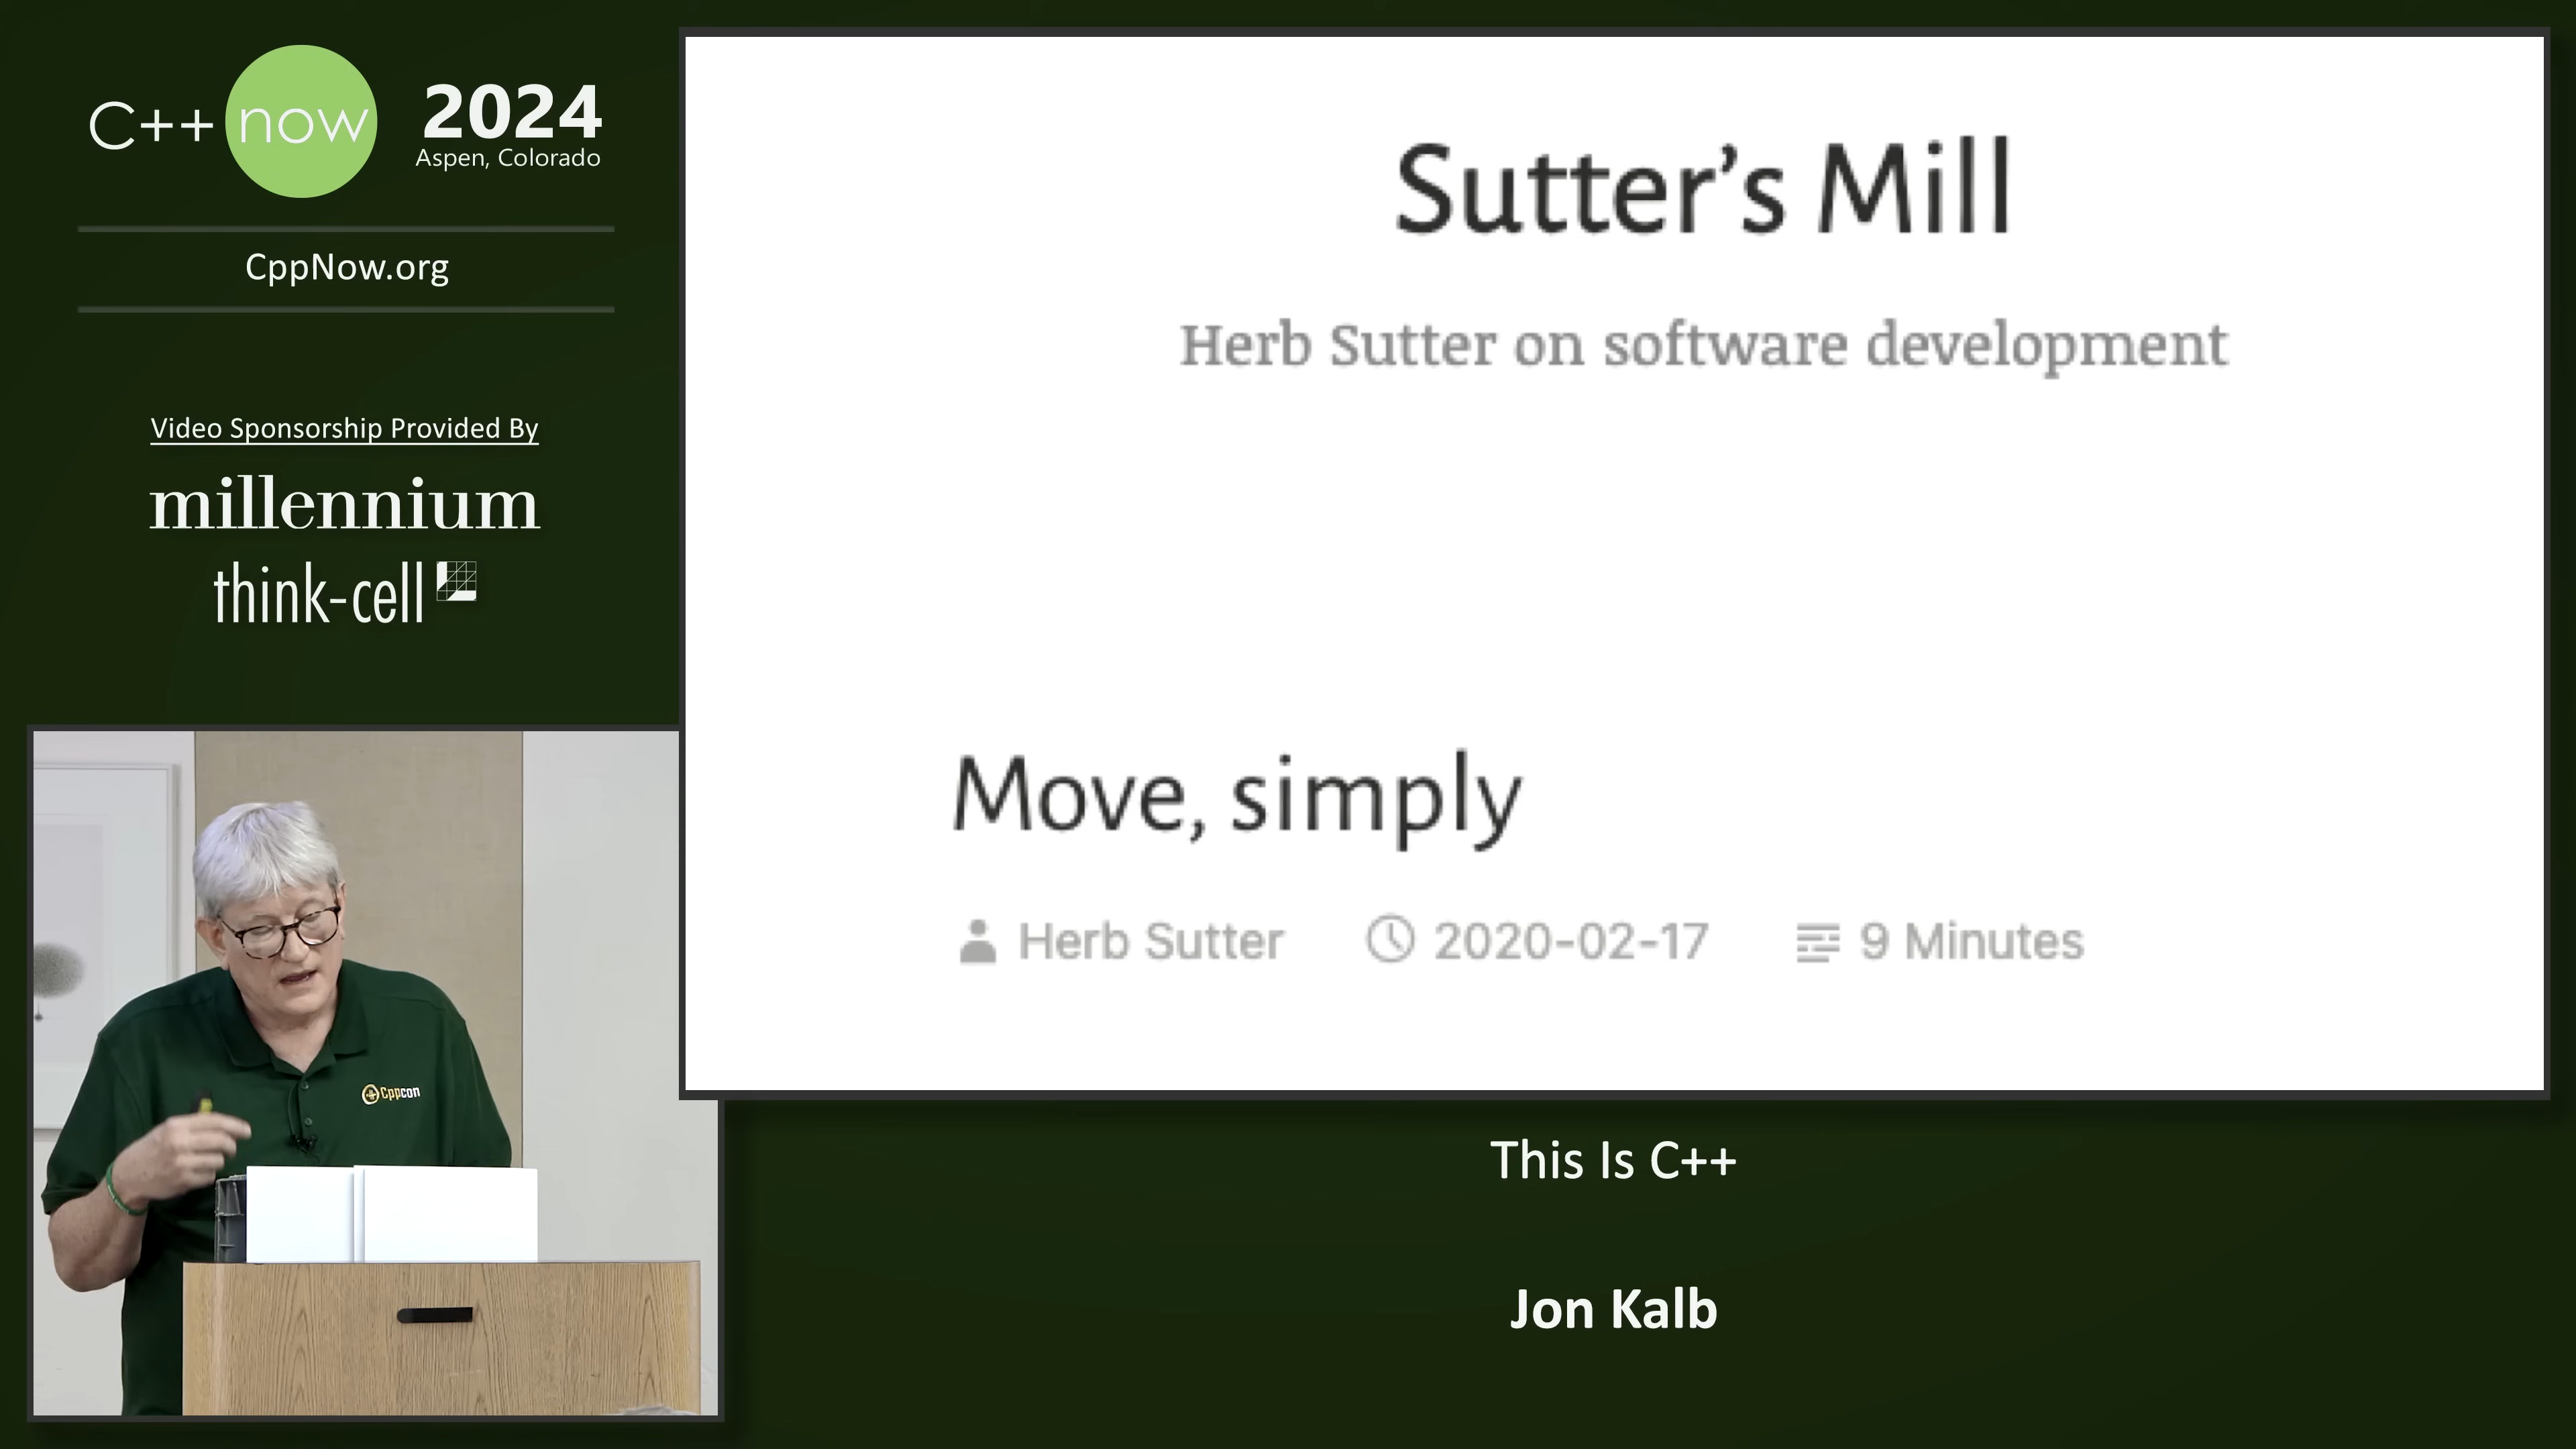 C++ now
2024
Aspen, Colorado
CppNow.org
Video Sponsorship Provided By
millennium
think-cell
Sutter’s Mill
Herb Sutter on software development
Move, simply
Herb Sutter 2020-02-17 9 Minutes
Cppcon
This Is C++
Jon Kalb